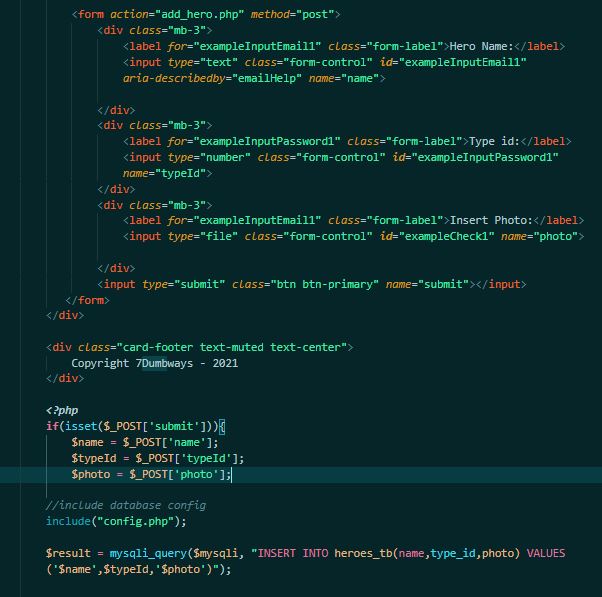 <form action="add_hero.php" method="post">
<div class="mb-3">
<label for="exampleInputEmail1" class="form-label">Hero Name:</label>
<input type="text" class="form-control" id="exampleInputEmail1"
aria-describedby="emailHelp" name="name">
</div>
<div class="mb-3">
<label for="exampleInputPassword1" class="form-label">Type id:</label>
<input type="number" class="form-control" id="exampleInputPassword1"
name="typeId">
</div>
<div class="mb-3">
<label for="exampleInputEmail1" class="form-label">Insert Photo:</label>
<input type="file" class="form-control" id="exampleCheck1" name="photo">
</div>
<input type="submit" class="btn btn-primary" name="submit"></input>
</form>
</div>
<div class="card-footer text-muted text-center">
Copyright 7Dumbways - 2021
</div>
<?php
if(isset($_POST['submit'])){
$name = $_POST['name'];
$typeId = $_POST['typeId'];
$photo = $_POST['photo'];
//include database config
include("config.php");
$result = mysqli_query($mysqli, "INSERT INTO heroes_tb(name,type_id,photo) VALUES
('$name',$typeId,'$photo')");